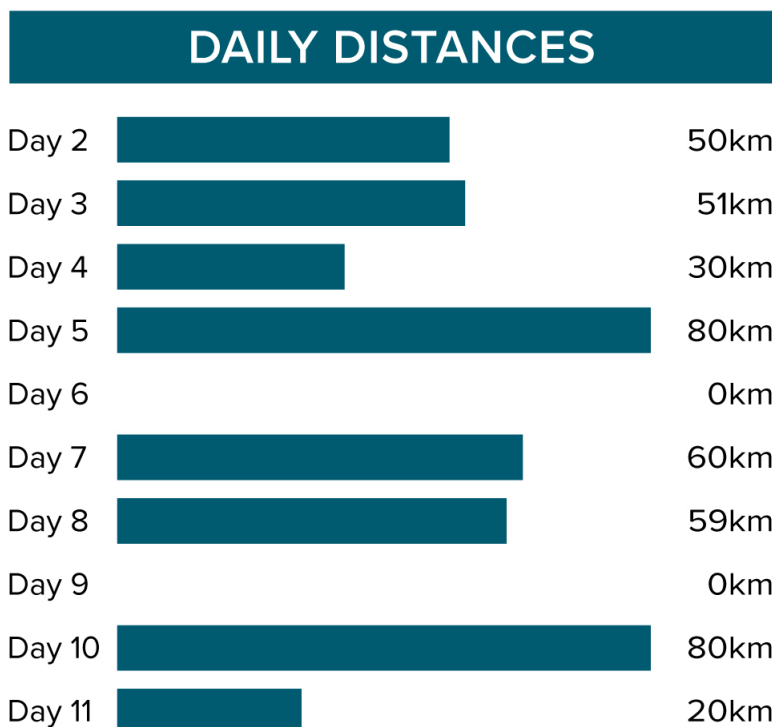 DAILY DISTANCES
Day 2 50km
Day 3 51km
Day 4 30km
Day 5 80km
Day 6 0km
Day 7 60km
Day 8 59km
Day 9 0km
Day 10 80km
Day 11 20km